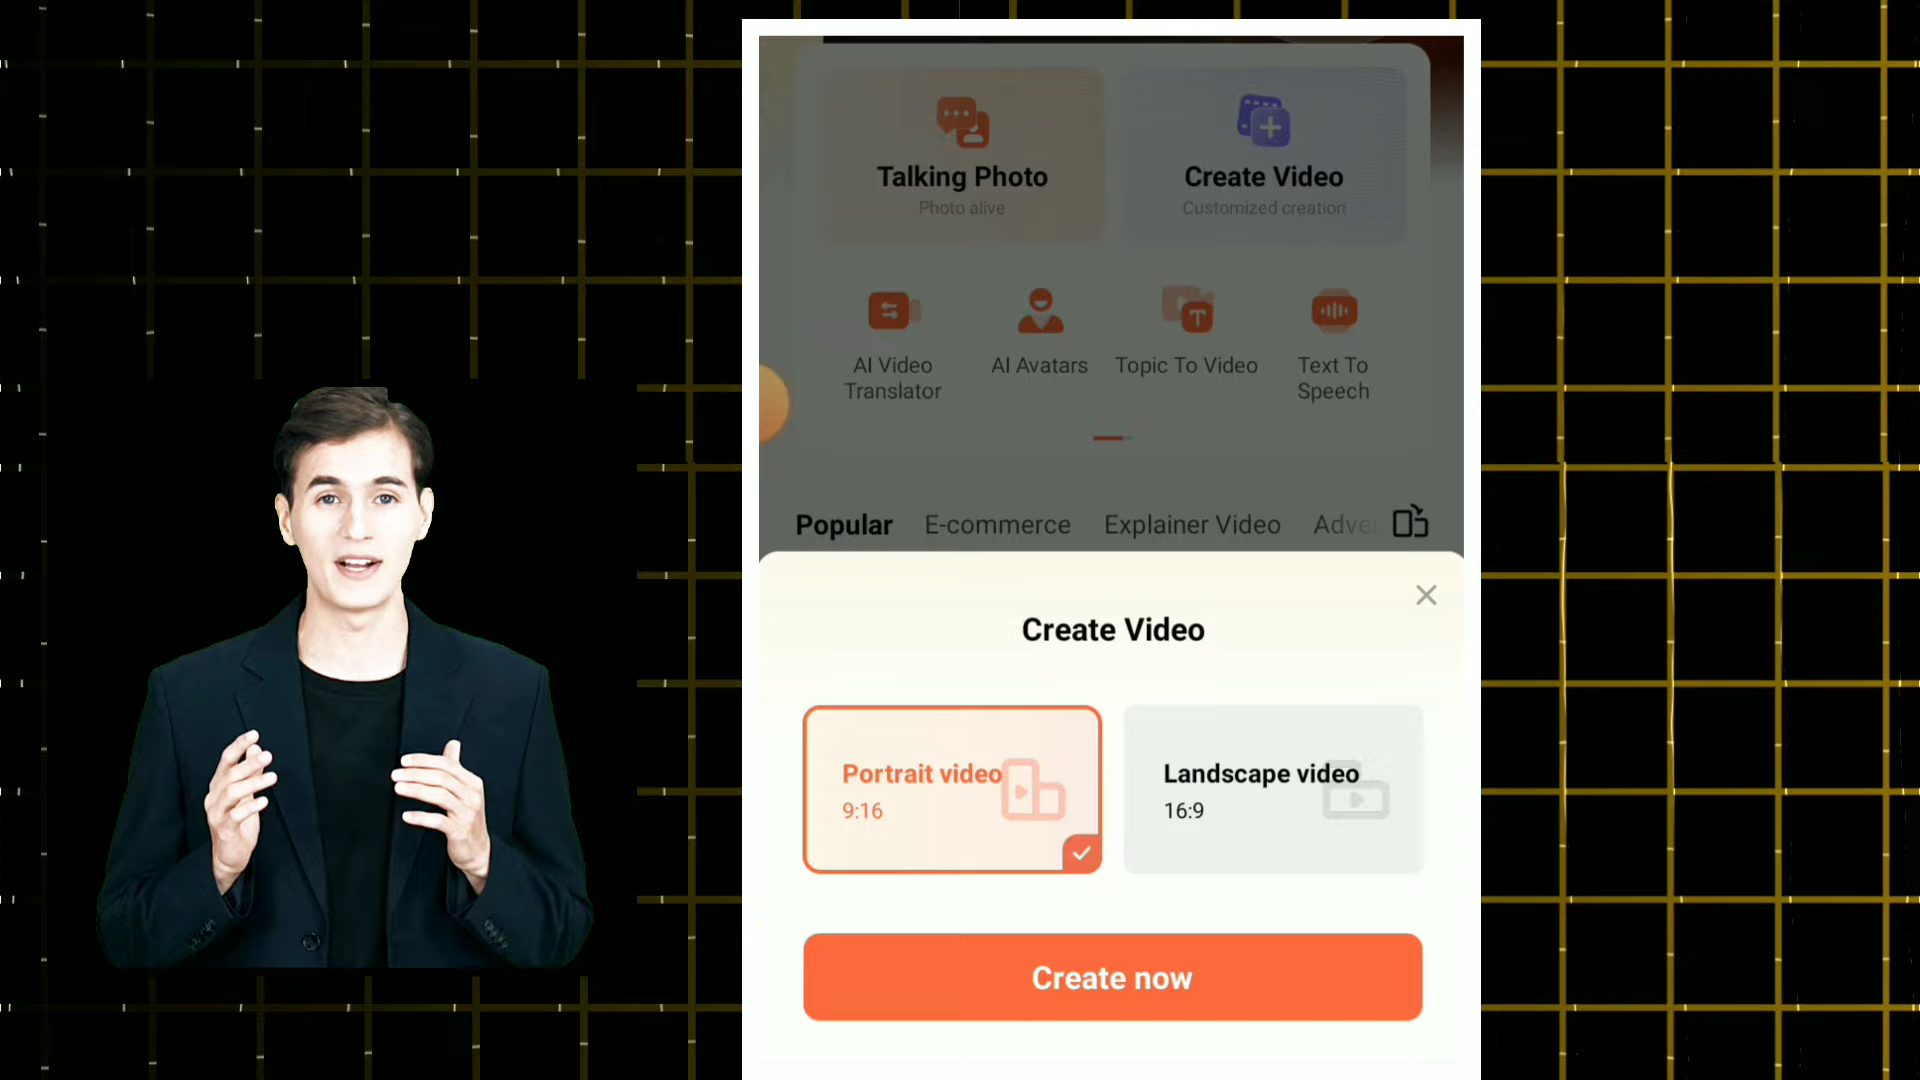 Talking Photo
Photo alive
Create Video
Customized creation
AI Video
Translator
AI Avatars
Topic To Video
Text To
Speech
Popular
E-commerce
Explainer Video
Adve
Create Video
Portrait video
9:16
Landscape video
16:9
Create now